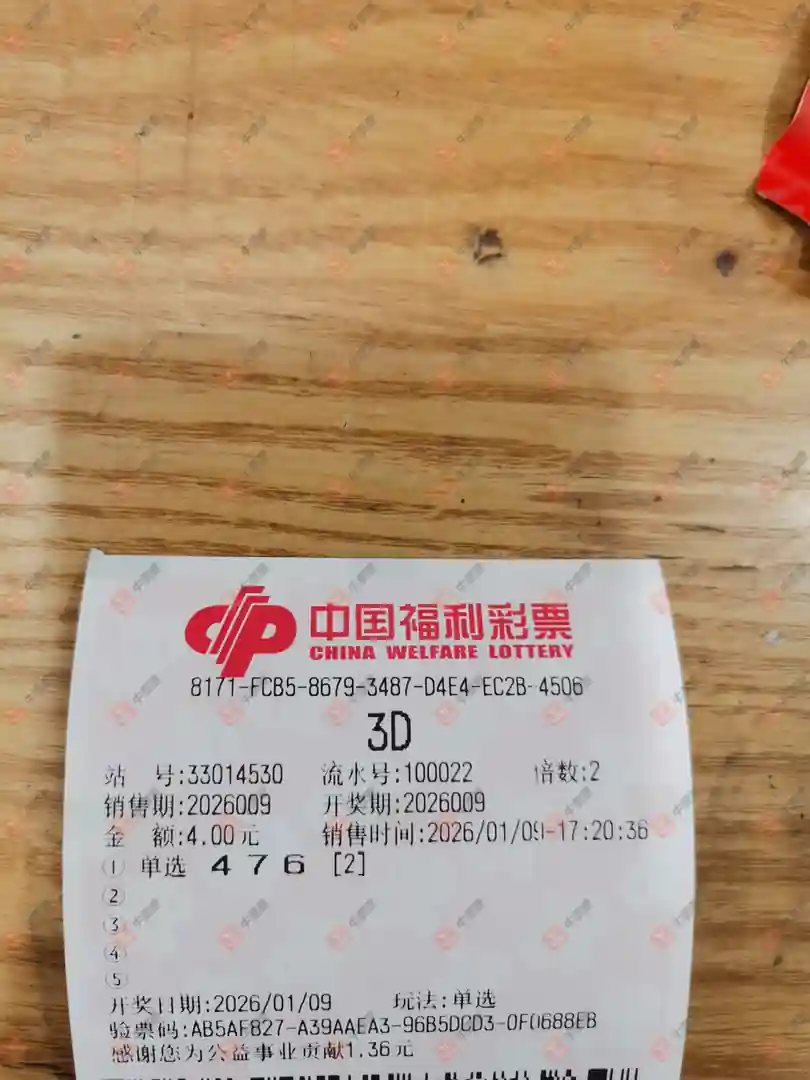 中国福利彩票
CHINA WELFARE LOTTERY
8171-FCB5-8679-3487-D4E4-EC2B-4506
3D
站 号:33014530 流水号:100022 倍数:2
销售期:2026009 开奖期:2026009
金 额:4.00元 销售时间:2026/01/09-17:20:36
① 单选 4 7 6 [2]
②
③
④
⑤
开奖日期:2026/01/09 玩法:单选
验票码:AB5AF827-A39AAEA3-96B5DCD3-0F0688EB
感谢您为公益事业贡献1.36元